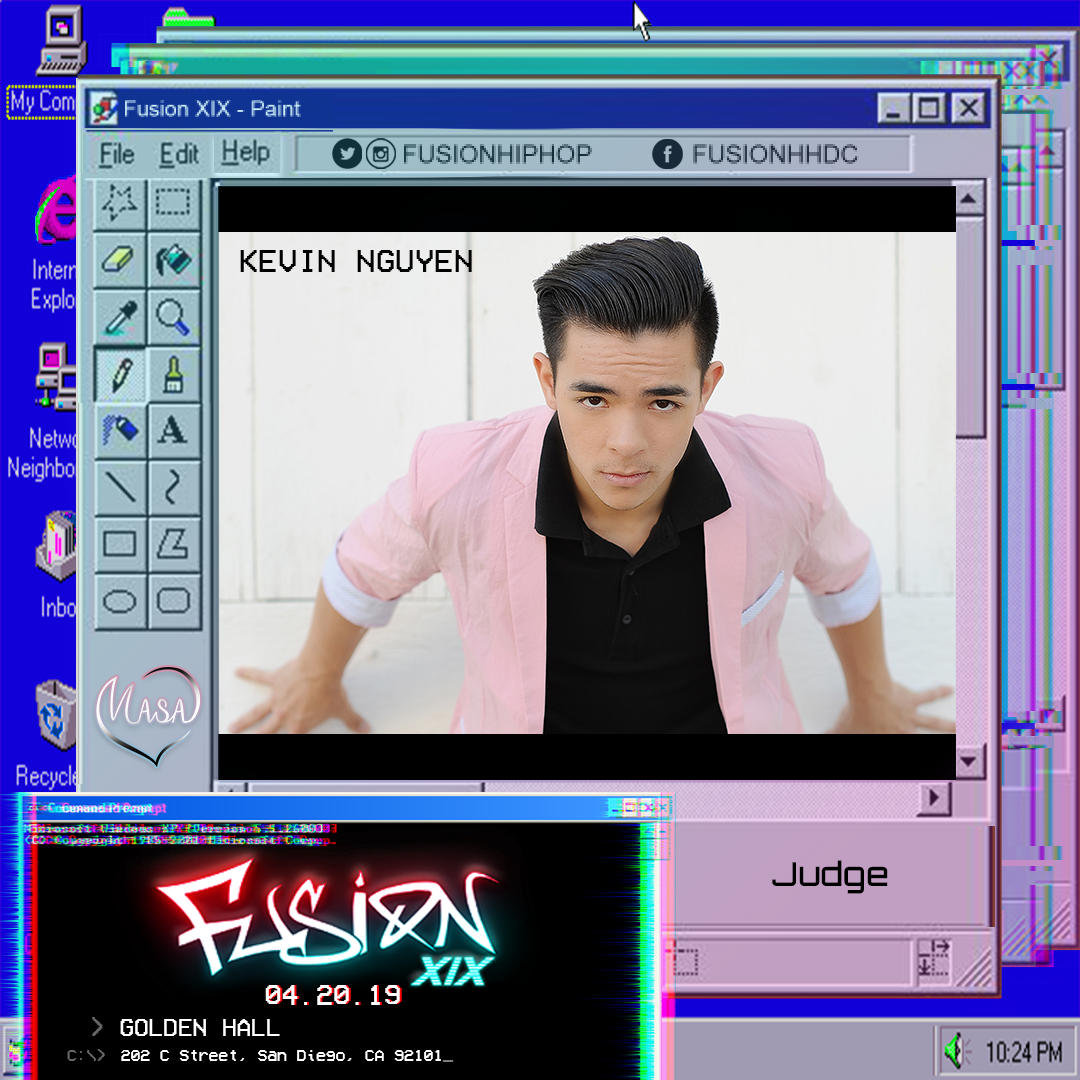 My Com
Fusion XIX - Paint
File Edit Help
FUSIONHIPHOP FUSIONHHDC
KEVIN NGUYEN
Intern
Explo
A
Netwo
Neighbo
Inbo
MASA
Recycle
Command Prompt
Microsoft Windows XP [Version 5.1.2600]
(C) Copyright 1985-2001 Microsoft Corp.
Judge
FUSION
XIX
04.20.19
> GOLDEN HALL
C:\> 202 C Street, San Diego, CA 92101_
10:24 PM